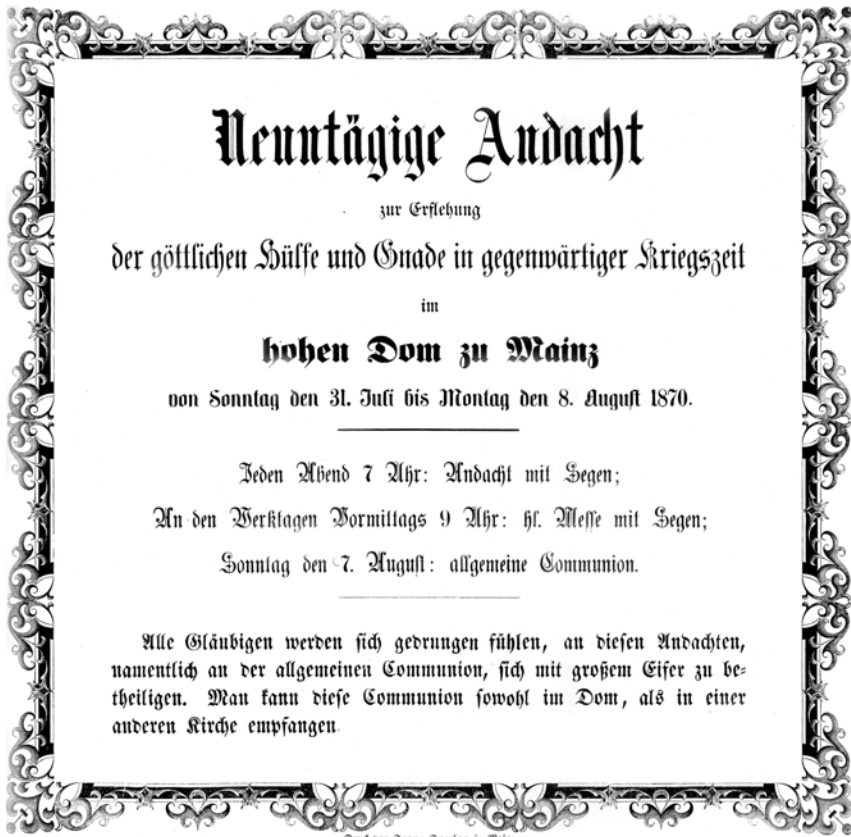 Neuntägige Andacht
zur Erflehung
der göttlichen Hülfe und Gnade in gegenwärtiger Kriegszeit
im
hohen Dom zu Mainz
von Sonntag den 31. Juli bis Montag den 8. August 1870.
Jeden Abend 7 Uhr: Andacht mit Segen;
An den Werktagen Vormittags 9 Uhr: hl. Messe mit Segen;
Sonntag den 7. August: allgemeine Communion.
Alle Gläubigen werden sich gedrungen fühlen, an diesen Andachten,
namentlich an der allgemeinen Communion, sich mit großem Eifer zu be-
theiligen. Man kann diese Communion sowohl im Dom, als in einer
anderen Kirche empfangen.